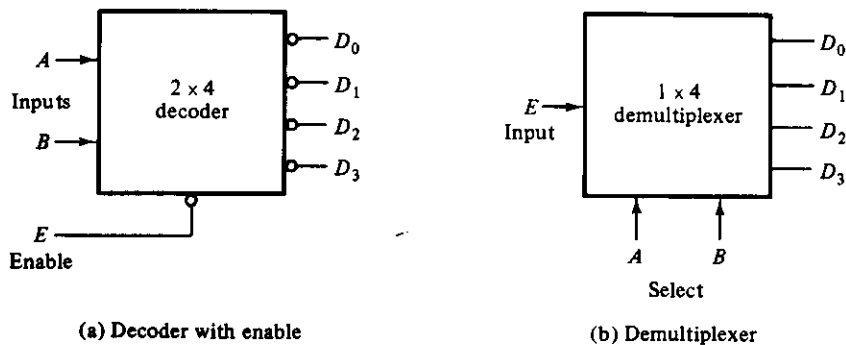 A
Inputs
B
2 × 4
decoder
D0
D1
D2
D3
E
Enable
(a) Decoder with enable
E
Input
1 × 4
demultiplexer
D0
D1
D2
D3
A
B
Select
(b) Demultiplexer